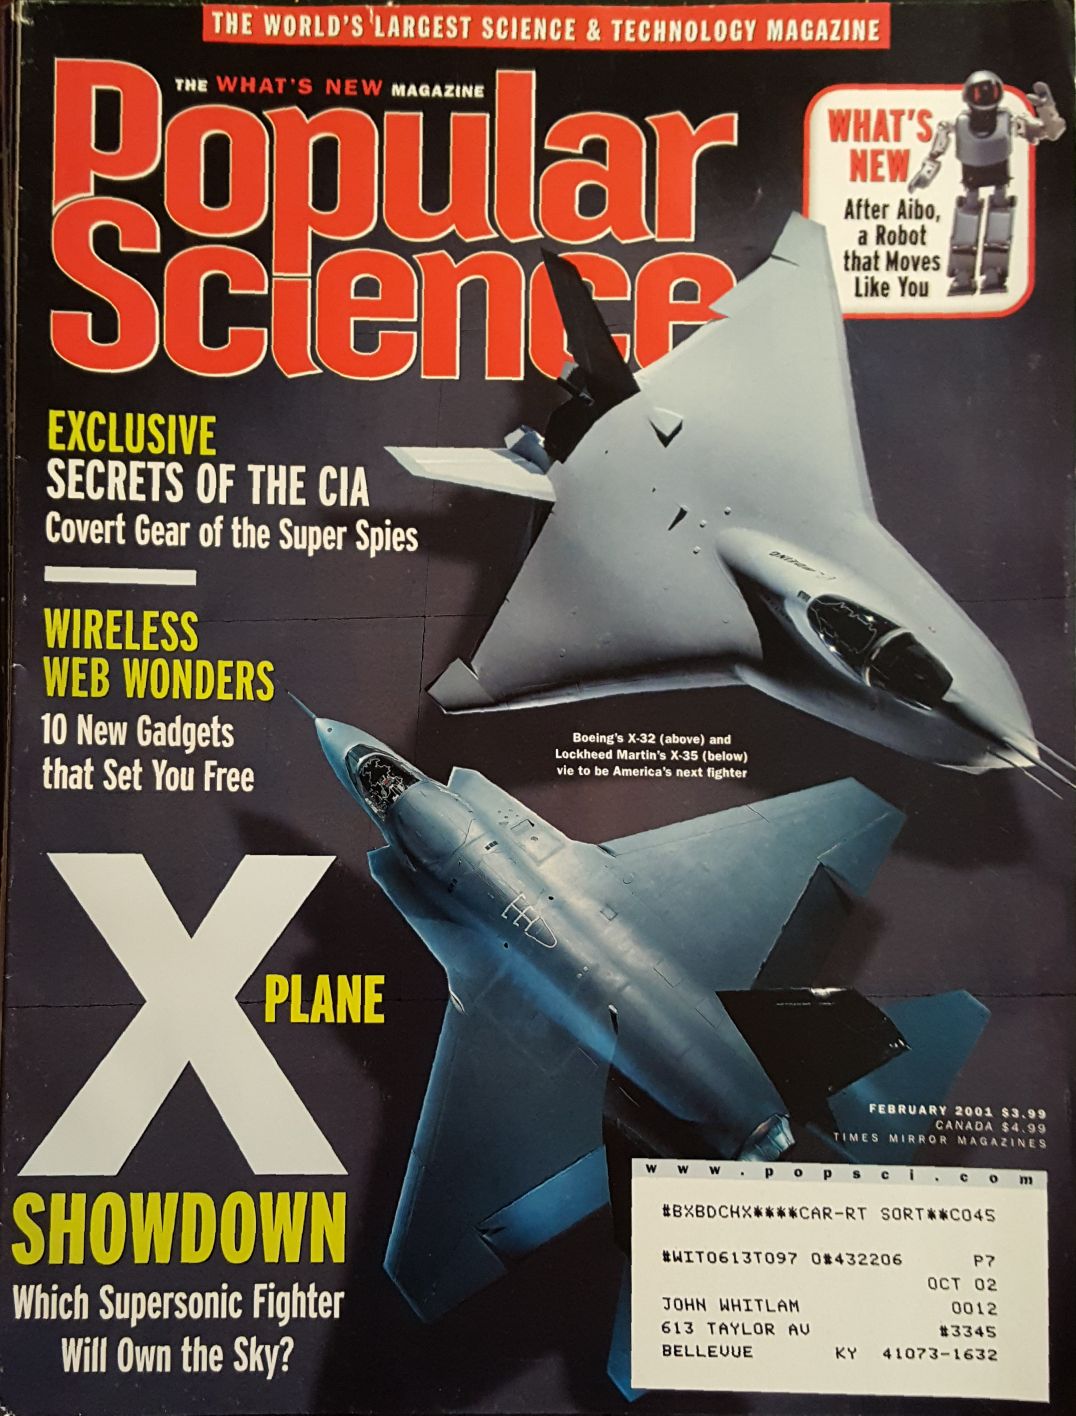 THE WORLD'S LARGEST SCIENCE & TECHNOLOGY MAGAZINE
THE WHAT'S NEW MAGAZINE
Popular
Science
WHAT'S
NEW
After Aibo,
a Robot
that Moves
Like You
EXCLUSIVE
SECRETS OF THE CIA
Covert Gear of the Super Spies
BOEING
WIRELESS
WEB WONDERS
10 New Gadgets
that Set You Free
Boeing's X-32 (above) and
Lockheed Martin's X-35 (below)
vie to be America's next fighter
X
PLANE
SHOWDOWN
Which Supersonic Fighter
Will Own the Sky?
FEBRUARY 2001 $3.99
CANADA $4.99
TIMES MIRROR MAGAZINES
www.popsci.com
#BXBDCHX****CAR-RT SORT**C045
#WIT0613T097 0#432206 P7
OCT 02
JOHN WHITLAM 0012
613 TAYLOR AV #3345
BELLEVUE KY 41073-1632